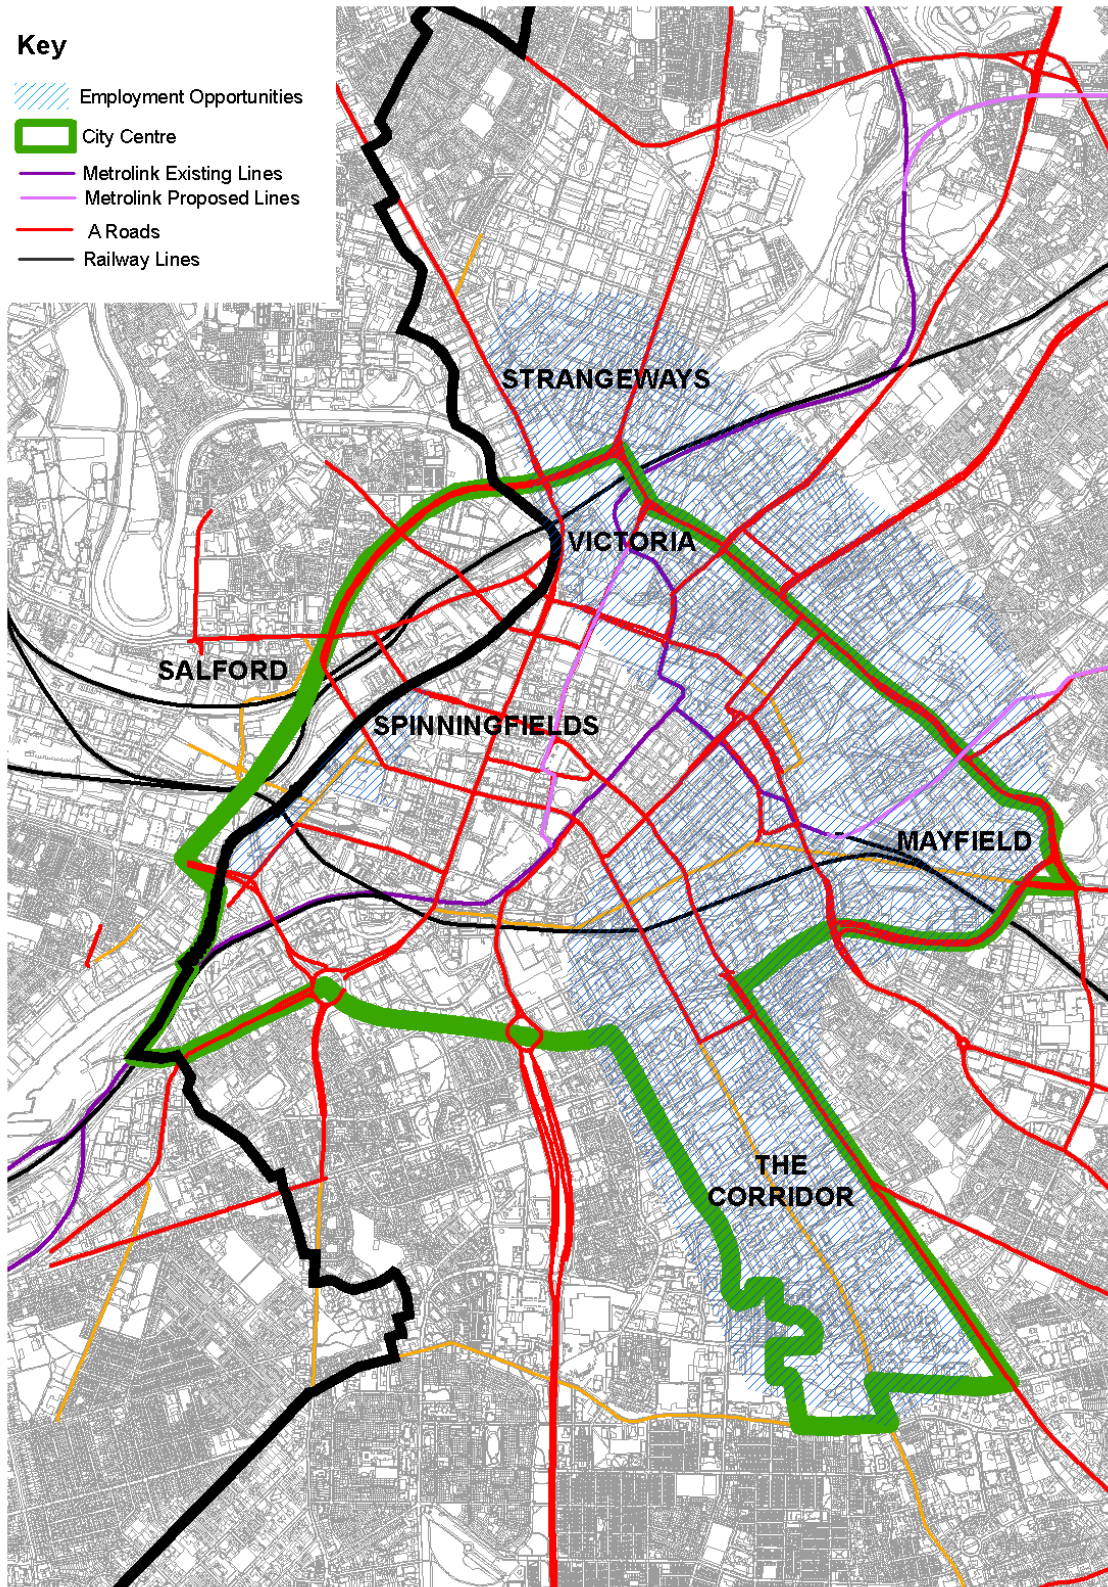 Key
Employment Opportunities
City Centre
Metrolink Existing Lines
Metrolink Proposed Lines
A Roads
Railway Lines
STRANGEWAYS
VICTORIA
SALFORD
SPINNINGFIELDS
MAYFIELD
THE
CORRIDOR